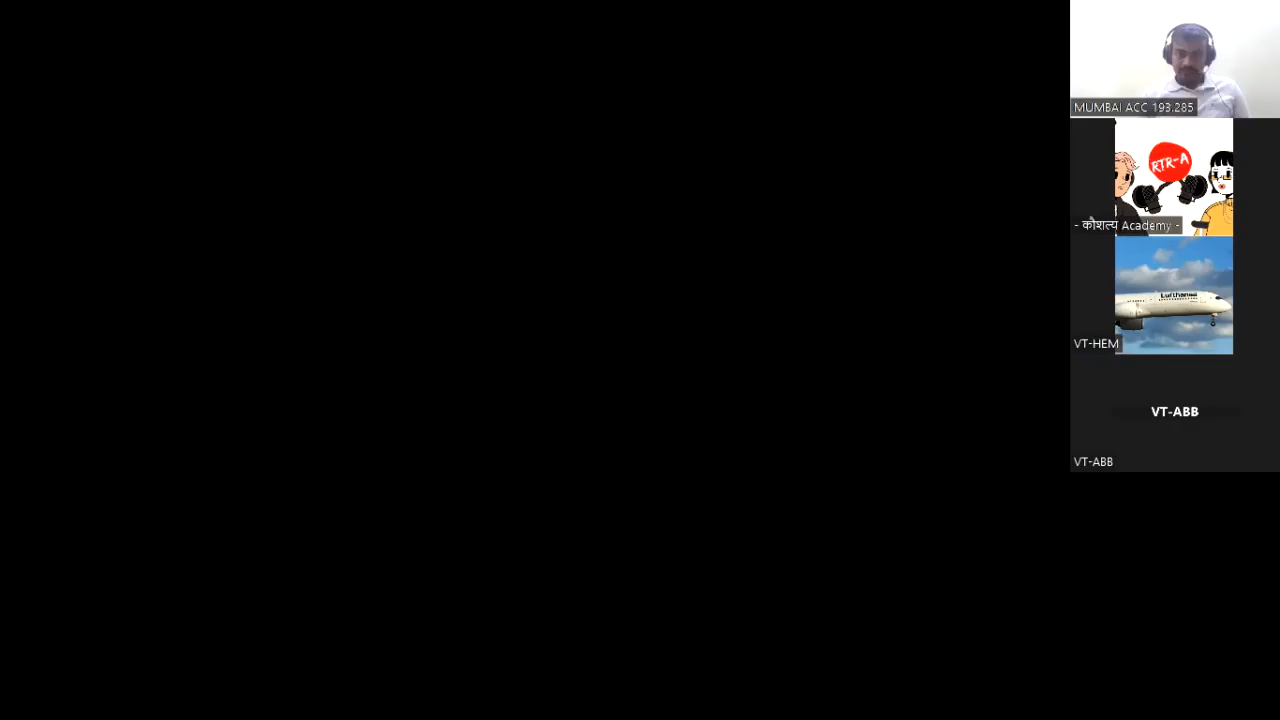 MUMBAI ACC 193.285
RTR-A
- कौशल्य Academy -
Lufthansa
VT-HEM
VT-ABB
VT-ABB